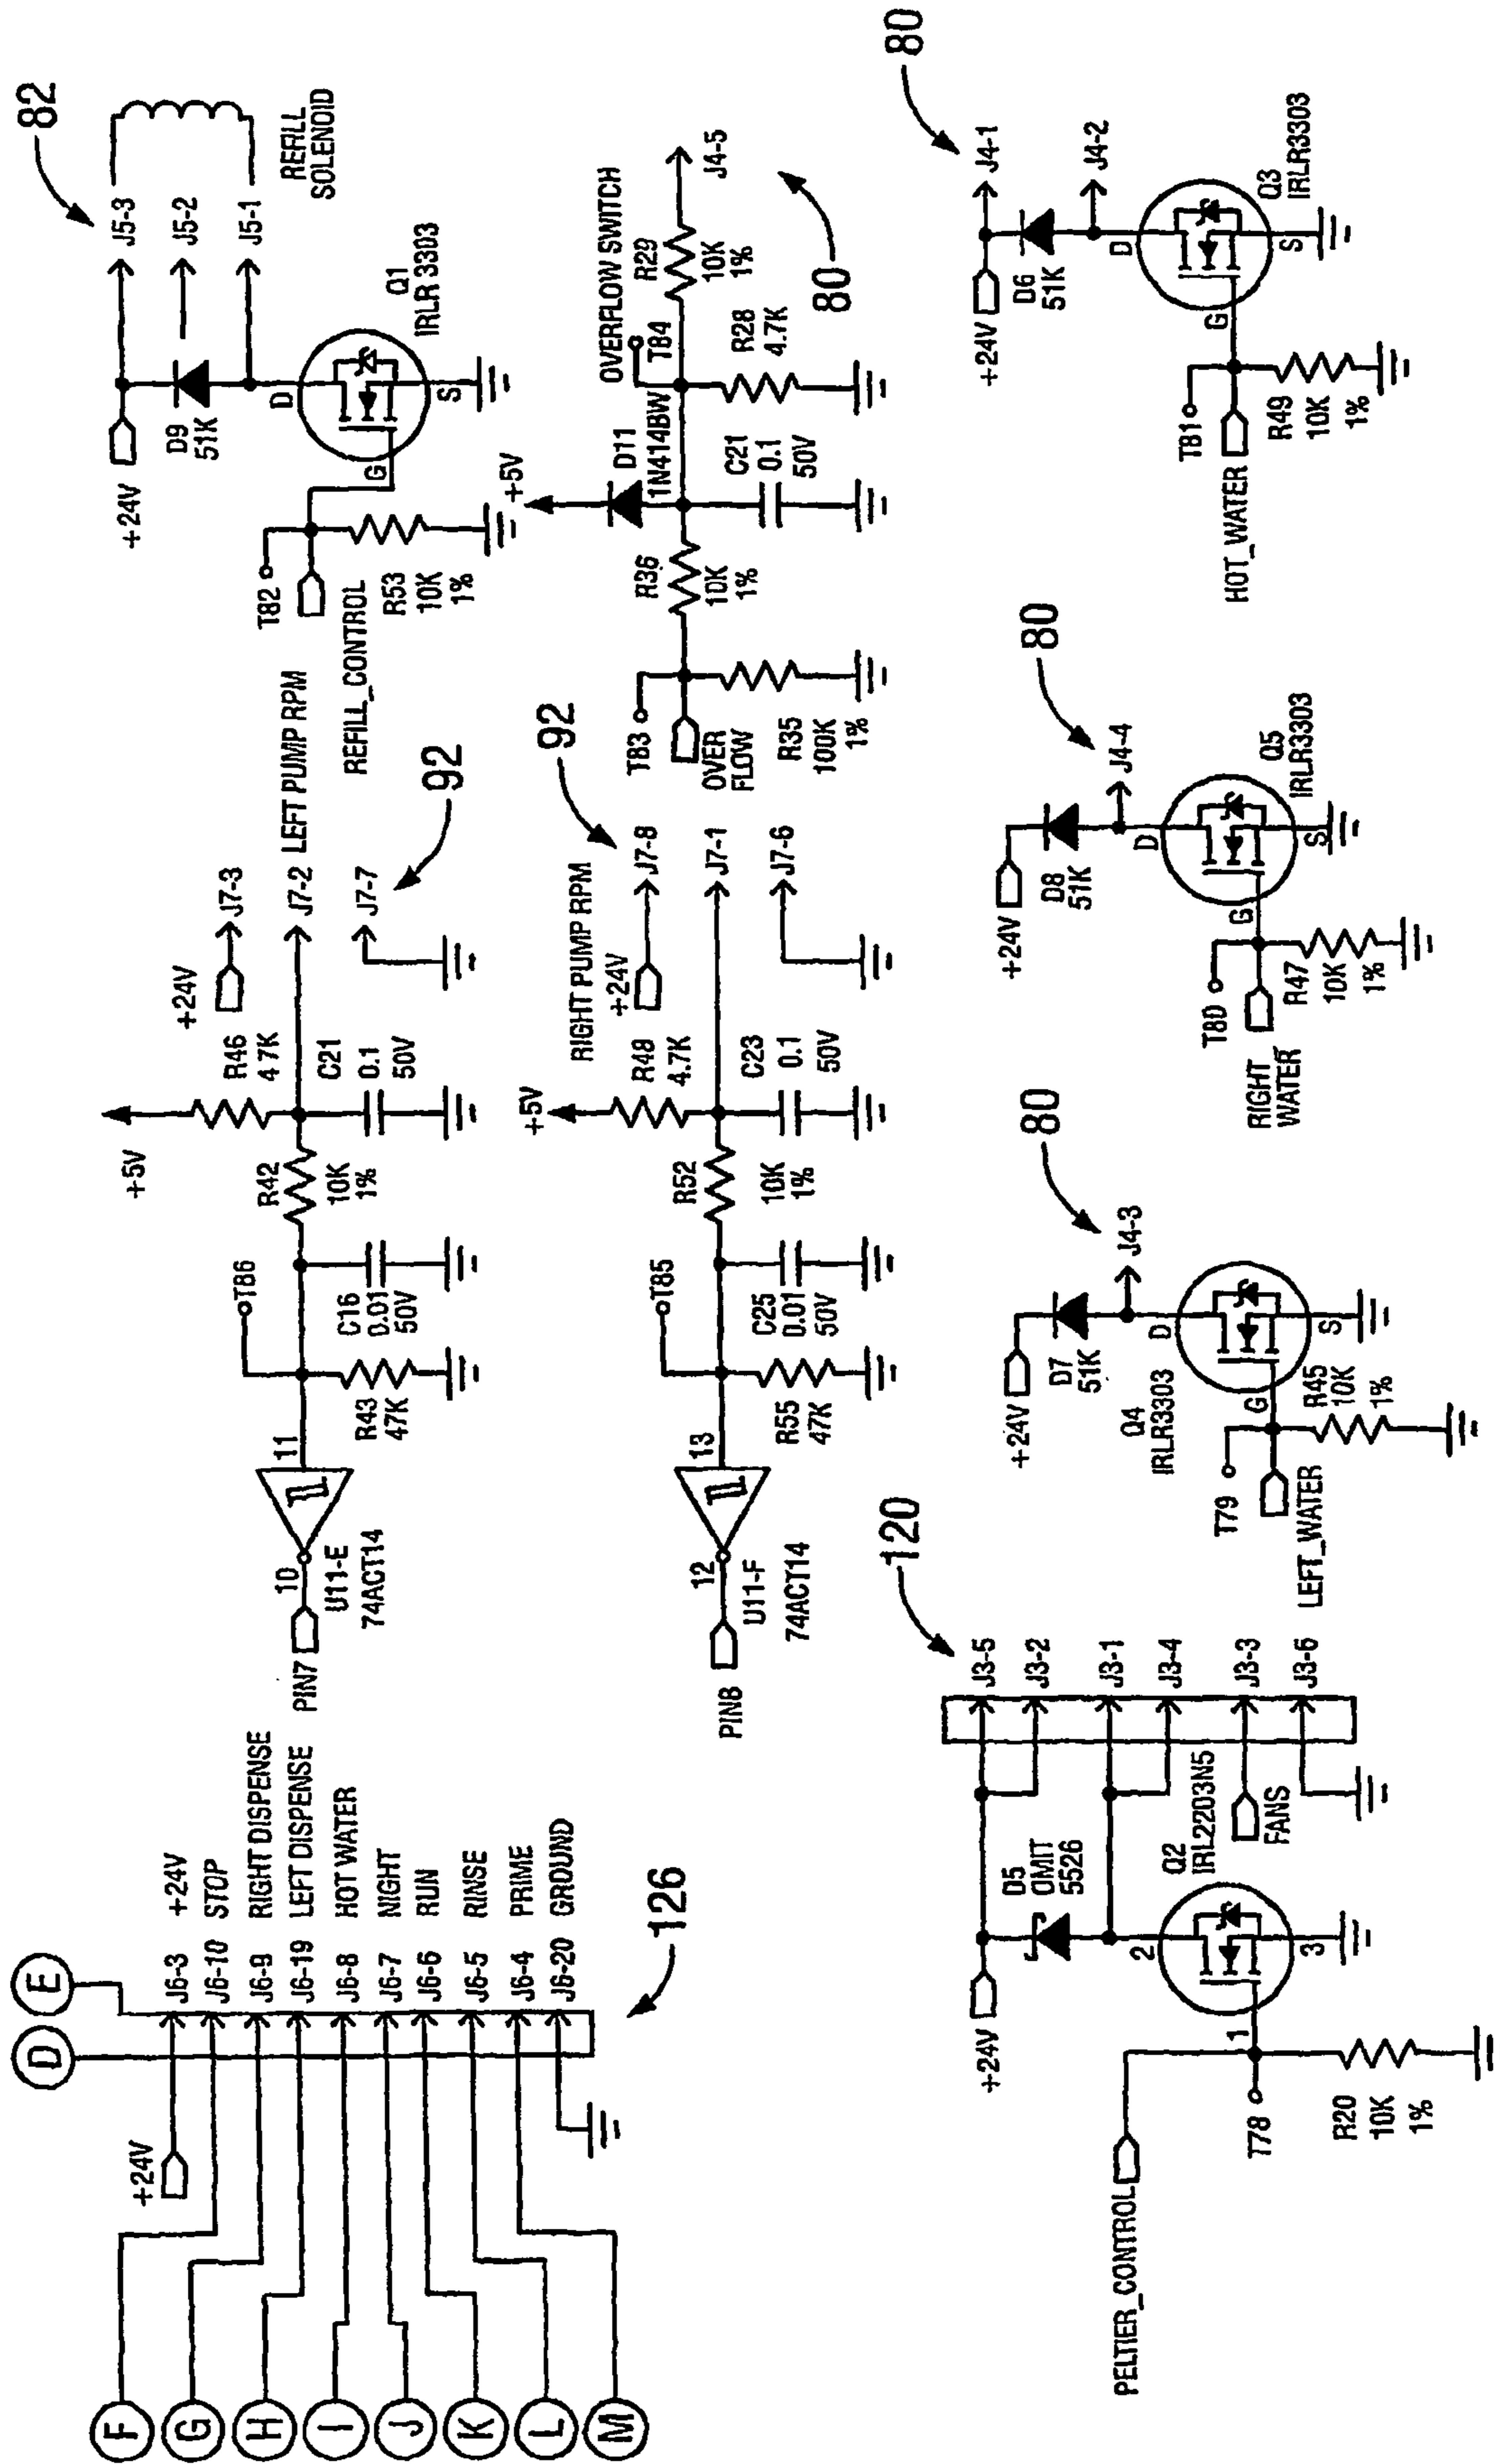 E
D
+24V
J6-3 +24V
J6-10 STOP
J6-9 RIGHT DISPENSE
J6-19 LEFT DISPENSE
J6-8 HOT WATER
J6-7 NIGHT
J6-6 RUN
J6-5 RINSE
J6-4 PRIME
J6-20 GROUND
126
F
G
H
I
J
K
L
M
PIN7
10
U11-E
74ACT14
11
R43
47K
T86
C16
0.01
50V
R42
10K
1%
+5V
R46
4 7K
C21
0.1
50V
+24V
J7-3
J7-2 LEFT PUMP RPM
J7-7
92
T82
REFILL_CONTROL
R53
10K
1%
+24V
D9
51K
D
G
S
Q1
IRLR 3303
J5-3
J5-2
J5-1
82
REFILL
SOLENOID
PIN8
12
U11-F
74ACT14
13
R55
47K
T85
C25
0.01
50V
R52
10K
1%
+5V
R48
4.7K
C23
0.1
50V
RIGHT PUMP RPM
+24V
J7-8
J7-1
J7-6
92
T83
OVER
FLOW
R35
100K
1%
R36
10K
1%
+5V
D11
1N414BW
C21
0.1
50V
OVERFLOW SWITCH
T84
R28
4.7K
R29
10K
1%
J4-5
80
PELTIER_CONTROL
T78
R20
10K
1%
1
2
3
+24V
D5
OMIT
5526
Q2
IRL2203N5
FANS
J3-5
J3-2
J3-1
J3-4
J3-3
J3-6
120
LEFT_WATER
T79
R45
10K
1%
G
D
S
Q4
IRLR3303
+24V
D7
51K
J4-3
80
RIGHT
WATER
T80
R47
10K
1%
G
D
S
Q5
IRLR3303
+24V
D8
51K
J4-4
80
HOT_WATER
T81
R49
10K
1%
G
D
S
Q3
IRLR3303
+24V
D6
51K
J4-1
J4-2
80